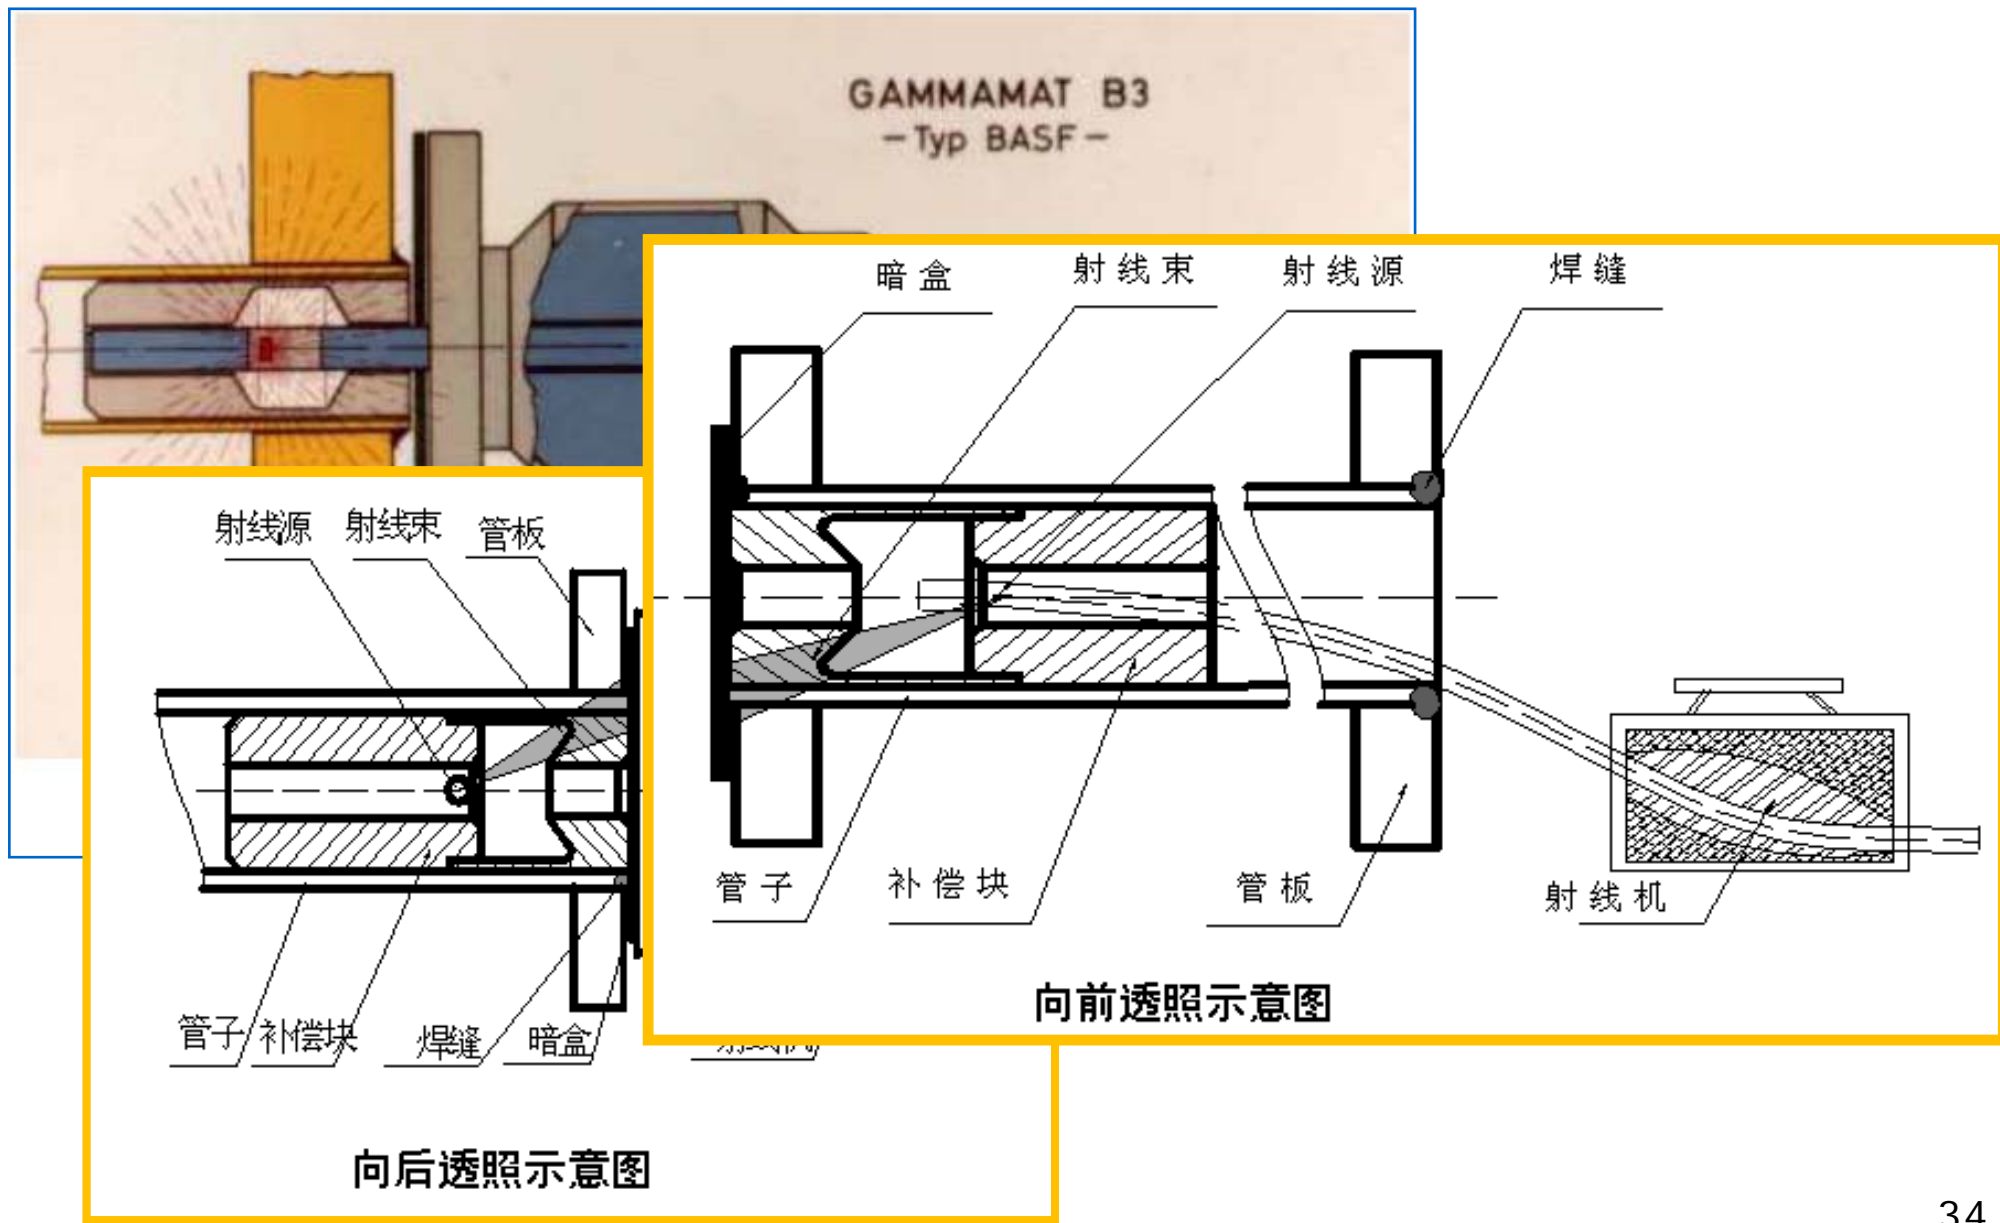 GAMMAMAT B3
-Typ BASF-
暗盒
射线束
射线源
焊缝
管子
补偿块
管板
射线机
向前透照示意图
射线源
射线束
管板
管子
补偿块
焊缝
暗盒
向后透照示意图
34